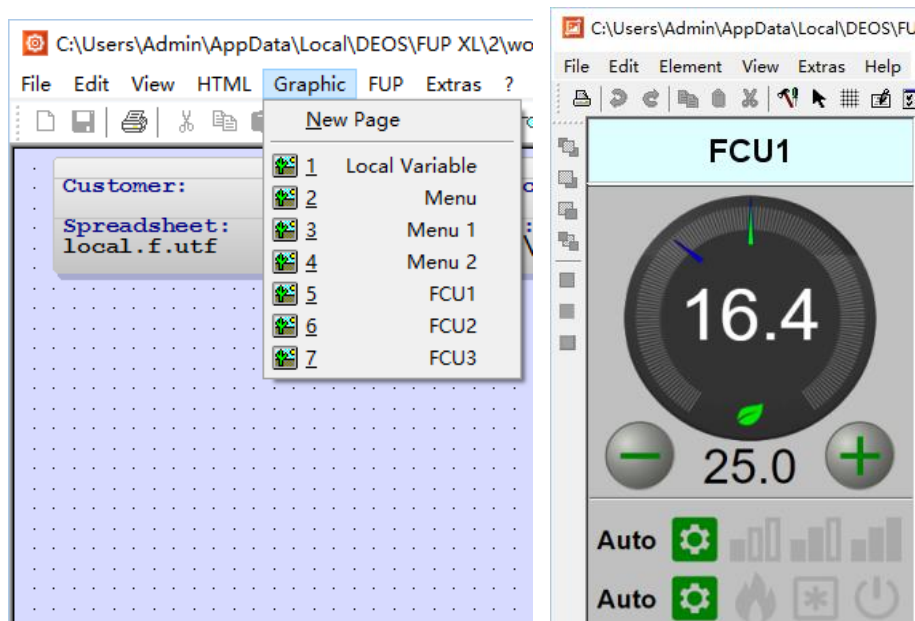 C:\Users\Admin\AppData\Local\DEOS\FUP XL\2\wo
File Edit View HTML Graphic FUP Extras ?
New Page
1 Local Variable
2 Menu
3 Menu 1
4 Menu 2
5 FCU1
6 FCU2
7 FCU3
Customer:
Spreadsheet:
local.f.utf
C:\Users\Admin\AppData\Local\DEOS\FU
File Edit Element View Extras Help
FCU1
16.4
25.0
Auto
Auto